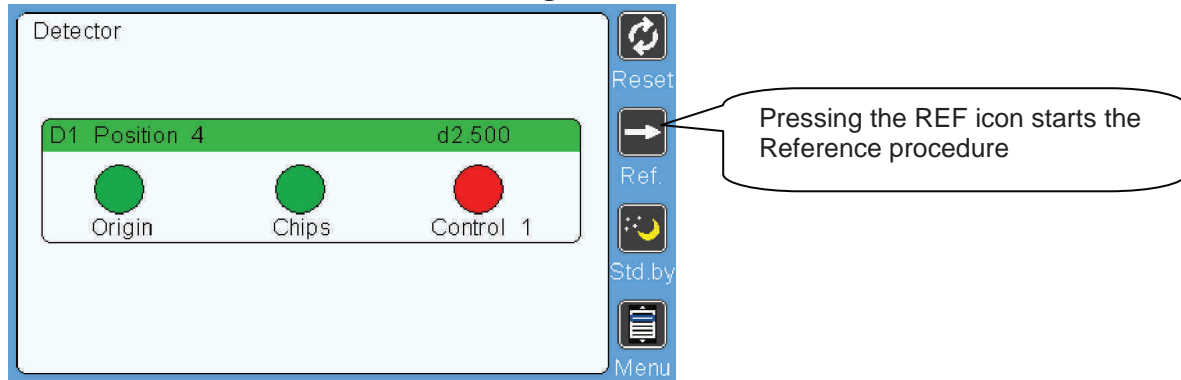 Detector
Reset
D1 Position 4 d2.500
Ref.
Origin Chips Control 1
Std.by
Menu
Pressing the REF icon starts the
Reference procedure